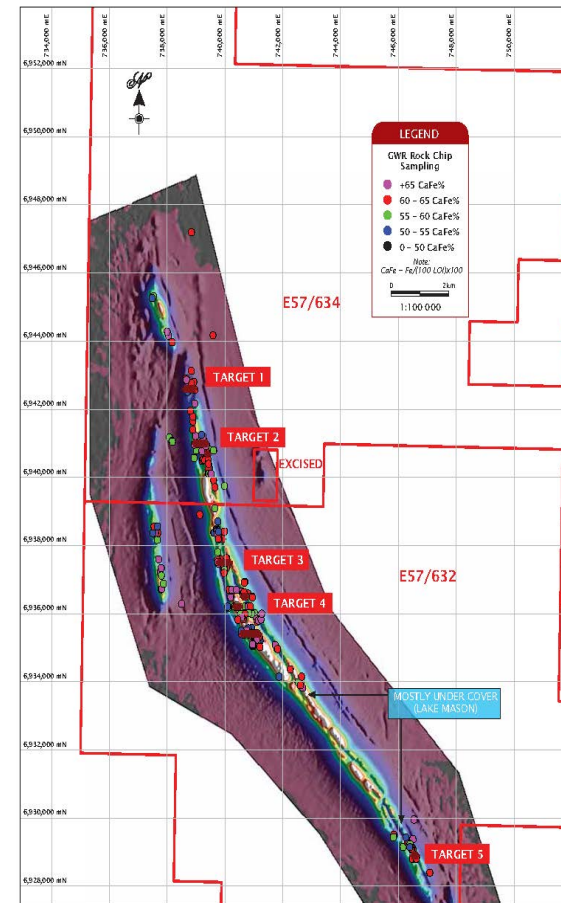 734,000 mE
736,000 mE
738,000 mE
740,000 mE
742,000 mE
744,000 mE
746,000 mE
748,000 mE
750,000 mE
6,952,000 mN
6,950,000 mN
6,948,000 mN
6,946,000 mN
6,944,000 mN
6,942,000 mN
6,940,000 mN
6,938,000 mN
6,936,000 mN
6,934,000 mN
6,932,000 mN
6,930,000 mN
6,928,000 mN
LEGEND
GWR Rock Chip
Sampling
+65 CaFe%
60 – 65 CaFe%
55 – 60 CaFe%
50 – 55 CaFe%
0 – 50 CaFe%
Note:
CaFe – Fe/(100 LOI)x100
0 2km
1:100 000
E57/634
TARGET 1
TARGET 2
EXCISED
TARGET 3
E57/632
TARGET 4
MOSTLY UNDER COVER
(LAKE MASON)
TARGET 5